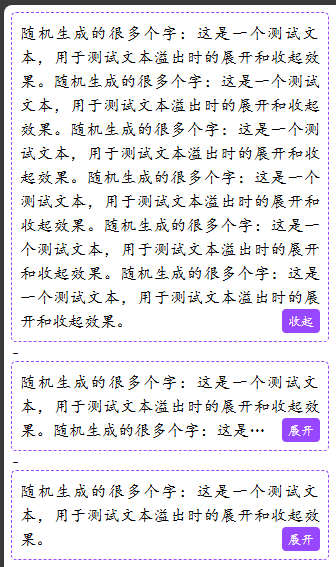 随机生成的很多个字：这是一个测试文
本，用于测试文本溢出时的展开和收起效
果。随机生成的很多个字：这是一个测试
文本，用于测试文本溢出时的展开和收起
效果。随机生成的很多个字：这是一个测
试文本，用于测试文本溢出时的展开和收
起效果。随机生成的很多个字：这是一个
测试文本，用于测试文本溢出时的展开和
收起效果。随机生成的很多个字：这是一
个测试文本，用于测试文本溢出时的展开
和收起效果。随机生成的很多个字：这是
一个测试文本，用于测试文本溢出时的展
开和收起效果。 收起
-
随机生成的很多个字：这是一个测试文
本，用于测试文本溢出时的展开和收起效
果。随机生成的很多个字：这是… 展开
-
随机生成的很多个字：这是一个测试文
本，用于测试文本溢出时的展开和收起效
果。 展开